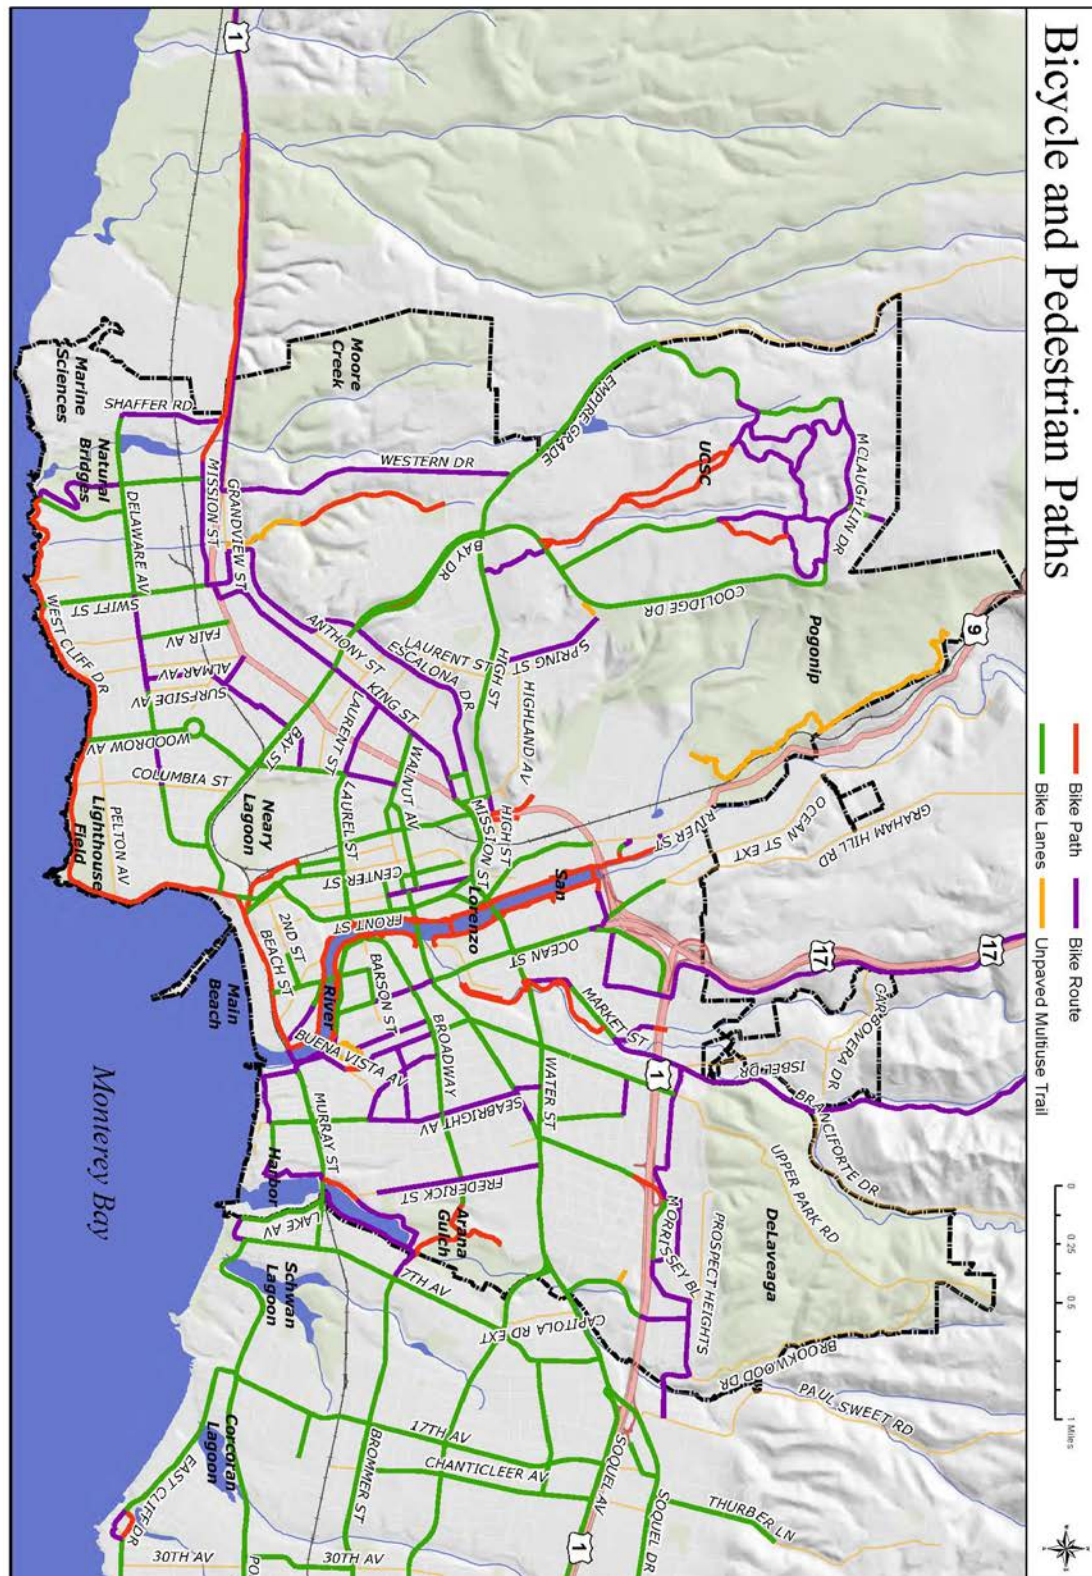 Bicycle and Pedestrian Paths
Bike Path
Bike Route
Bike Lanes
Unpaved Multiuse Trail
0
0.25
0.5
1 Miles
1
Moore
Creek
Marine
Sciences
SHAFFER RD
Natural
Bridges
WESTERN DR
EMPIRE GRADE
UCSC
MCLAUGHLIN DR
MISSION ST
GRANDVIEW ST
DELAWARE AV
BAY DR
COOLIDGE DR
Pogonip
9
SWIFT ST
WEST CLIFF DR
FAIR AV
ALMAR AV
SURFSIDE AV
ANTHONY ST
LAURENT ST
ESCALONA DR
HIGH ST
SPRING ST
KING ST
HIGHLAND AV
WOODROW AV
BAY ST
LAURENT ST
WALNUT AV
COLUMBIA ST
Neary
Lagoon
LAUREL ST
MISSION ST
HIGH ST
RIVER ST
OCEAN ST EXT
GRAHAM HILL RD
PELTON AV
Lighthouse
Field
CENTER ST
San
Lorenzo
River
FRONT ST
2ND ST
BEACH ST
Main
Beach
BARSON ST
OCEAN ST
17
17
CARBONERA DR
MARKET ST
ISBEL DR
BUENA VISTA AV
BROADWAY
WATER ST
1
BRANCIFORTE DR
Monterey Bay
MURRAY ST
SEABRIGHT AV
Harbor
FREDERICK ST
Arana
Gulch
MORRISSEY BL
PROSPECT HEIGHTS
UPPER PARK RD
DeLaveaga
LAKE AV
Schwan
Lagoon
7TH AV
CAPITOLA RD EXT
BROOKWOOD DR
PAUL SWEET RD
17TH AV
Corcoran
Lagoon
BROMMER ST
CHANTICLEER AV
SOQUEL AV
SOQUEL DR
THURBER LN
EAST CLIFF DR
30TH AV
PO
30TH AV
1